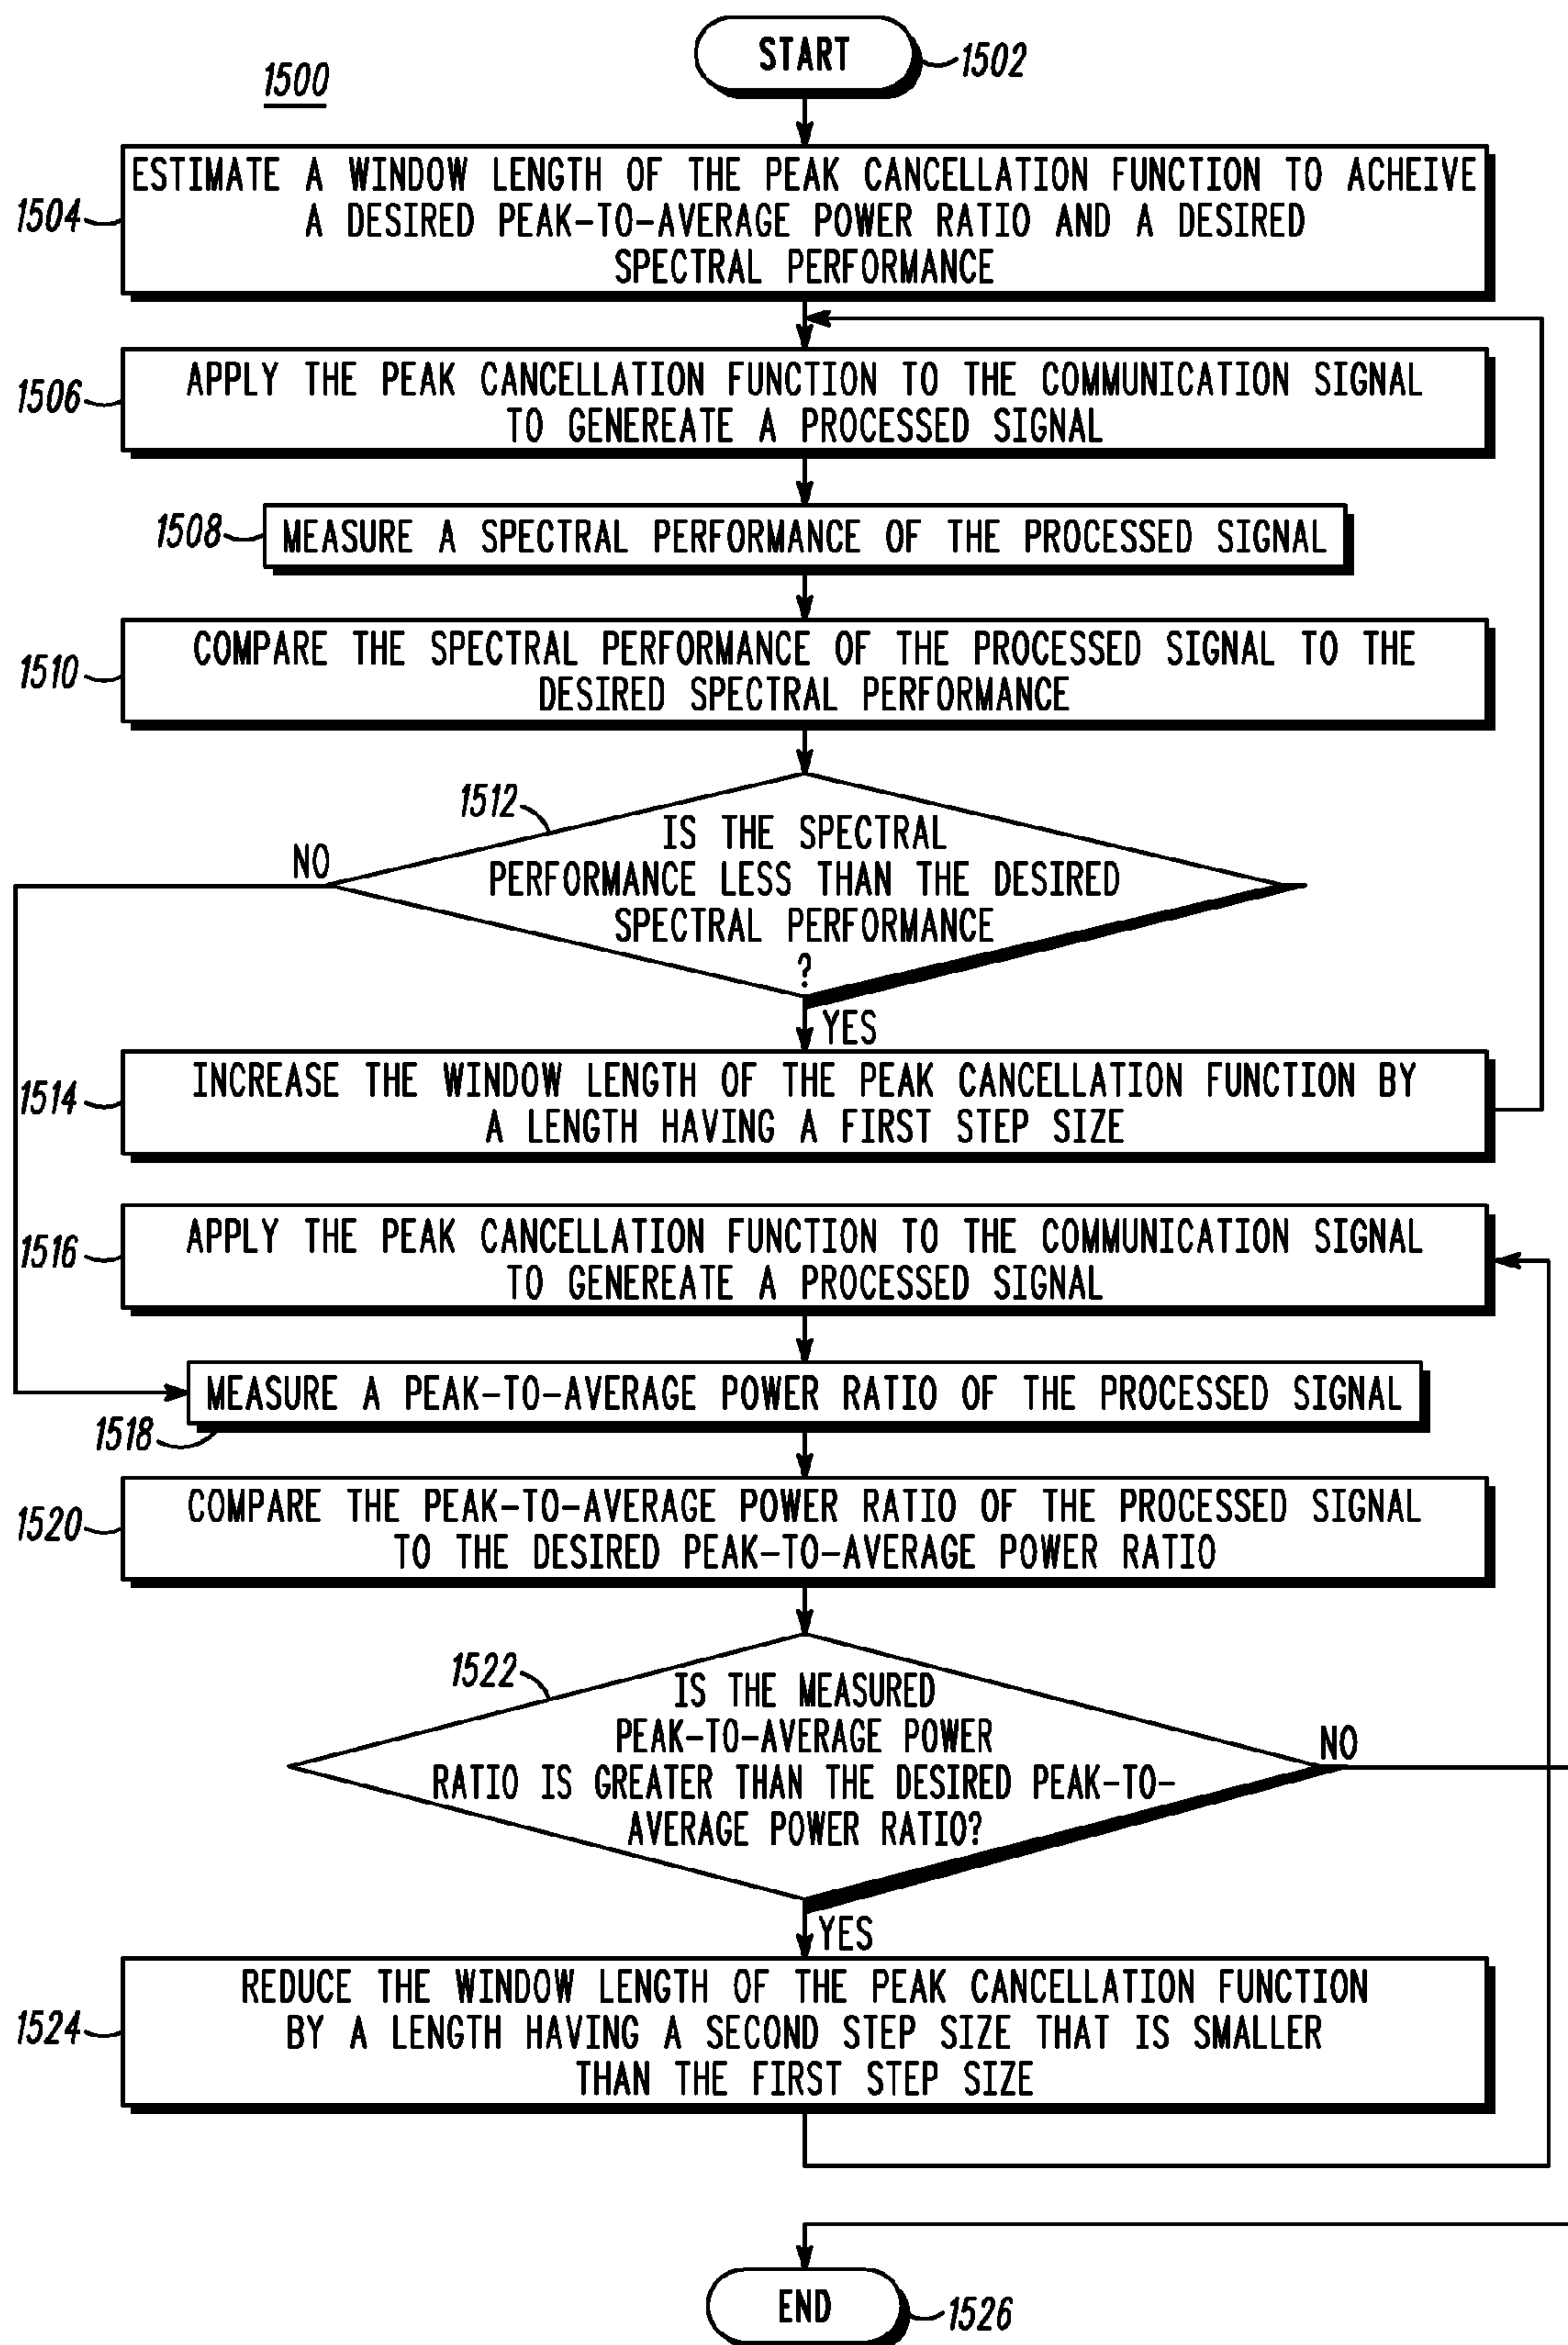 1500
START
1502
1504
ESTIMATE A WINDOW LENGTH OF THE PEAK CANCELLATION FUNCTION TO ACHEIVE
A DESIRED PEAK-TO-AVERAGE POWER RATIO AND A DESIRED
SPECTRAL PERFORMANCE
1506
APPLY THE PEAK CANCELLATION FUNCTION TO THE COMMUNICATION SIGNAL
TO GENEREATE A PROCESSED SIGNAL
1508
MEASURE A SPECTRAL PERFORMANCE OF THE PROCESSED SIGNAL
1510
COMPARE THE SPECTRAL PERFORMANCE OF THE PROCESSED SIGNAL TO THE
DESIRED SPECTRAL PERFORMANCE
1512
IS THE SPECTRAL
PERFORMANCE LESS THAN THE DESIRED
SPECTRAL PERFORMANCE
?
NO
YES
1514
INCREASE THE WINDOW LENGTH OF THE PEAK CANCELLATION FUNCTION BY
A LENGTH HAVING A FIRST STEP SIZE
1516
APPLY THE PEAK CANCELLATION FUNCTION TO THE COMMUNICATION SIGNAL
TO GENEREATE A PROCESSED SIGNAL
MEASURE A PEAK-TO-AVERAGE POWER RATIO OF THE PROCESSED SIGNAL
1518
1520
COMPARE THE PEAK-TO-AVERAGE POWER RATIO OF THE PROCESSED SIGNAL
TO THE DESIRED PEAK-TO-AVERAGE POWER RATIO
1522
IS THE MEASURED
PEAK-TO-AVERAGE POWER
RATIO IS GREATER THAN THE DESIRED PEAK-TO-
AVERAGE POWER RATIO?
NO
YES
1524
REDUCE THE WINDOW LENGTH OF THE PEAK CANCELLATION FUNCTION
BY A LENGTH HAVING A SECOND STEP SIZE THAT IS SMALLER
THAN THE FIRST STEP SIZE
END
1526